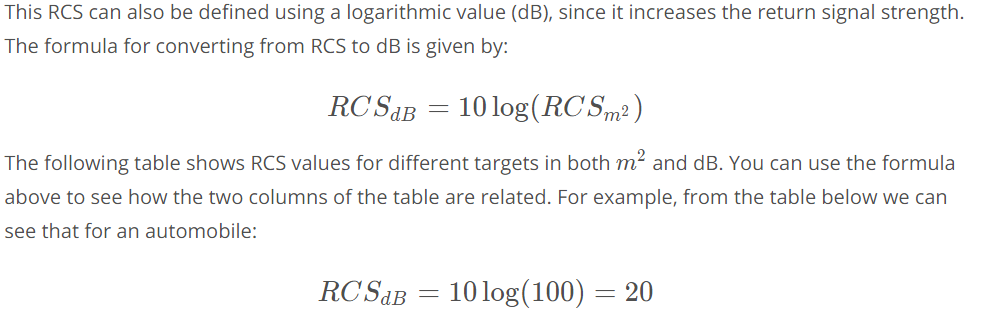 This RCS can also be defined using a logarithmic value (dB), since it increases the return signal strength.
The formula for converting from RCS to dB is given by:
RCS_{dB} = 10 log(RCS_{m^2})
The following table shows RCS values for different targets in both m^2 and dB. You can use the formula
above to see how the two columns of the table are related. For example, from the table below we can
see that for an automobile:
RCS_{dB} = 10 log(100) = 20